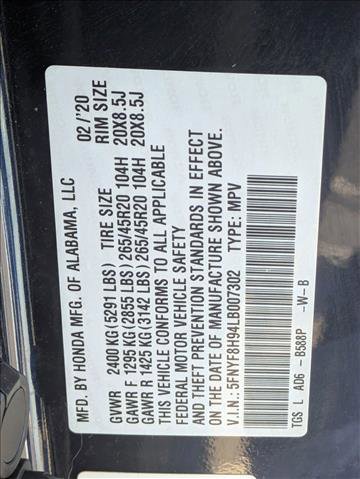 MFD. BY HONDA MFG. OF ALABAMA, LLC 02/'20
TIRE SIZE RIM SIZE
GVWR 2400 KG (5291 LBS)
GAWR F 1295 KG (2855 LBS) 265/45R20 104H 20X8.5J
GAWR R 1425 KG (3142 LBS) 265/45R20 104H 20X8.5J
THIS VEHICLE CONFORMS TO ALL APPLICABLE
FEDERAL MOTOR VEHICLE SAFETY
AND THEFT PREVENTION STANDARDS IN EFFECT
ON THE DATE OF MANUFACTURE SHOWN ABOVE.
V.I.N.: 5FNYF8H94LB007302 TYPE: MPV
TGS L AD6 -B588P -W-B